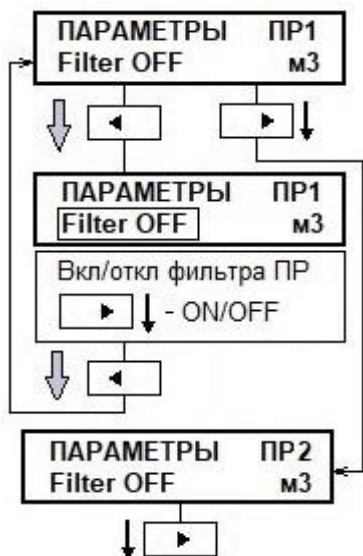 ПАРАМЕТРЫ ПР1
Filter OFF м3
ПАРАМЕТРЫ ПР1
Filter OFF м3
Вкл/откл фильтра ПР
- ON/OFF
ПАРАМЕТРЫ ПР2
Filter OFF м3